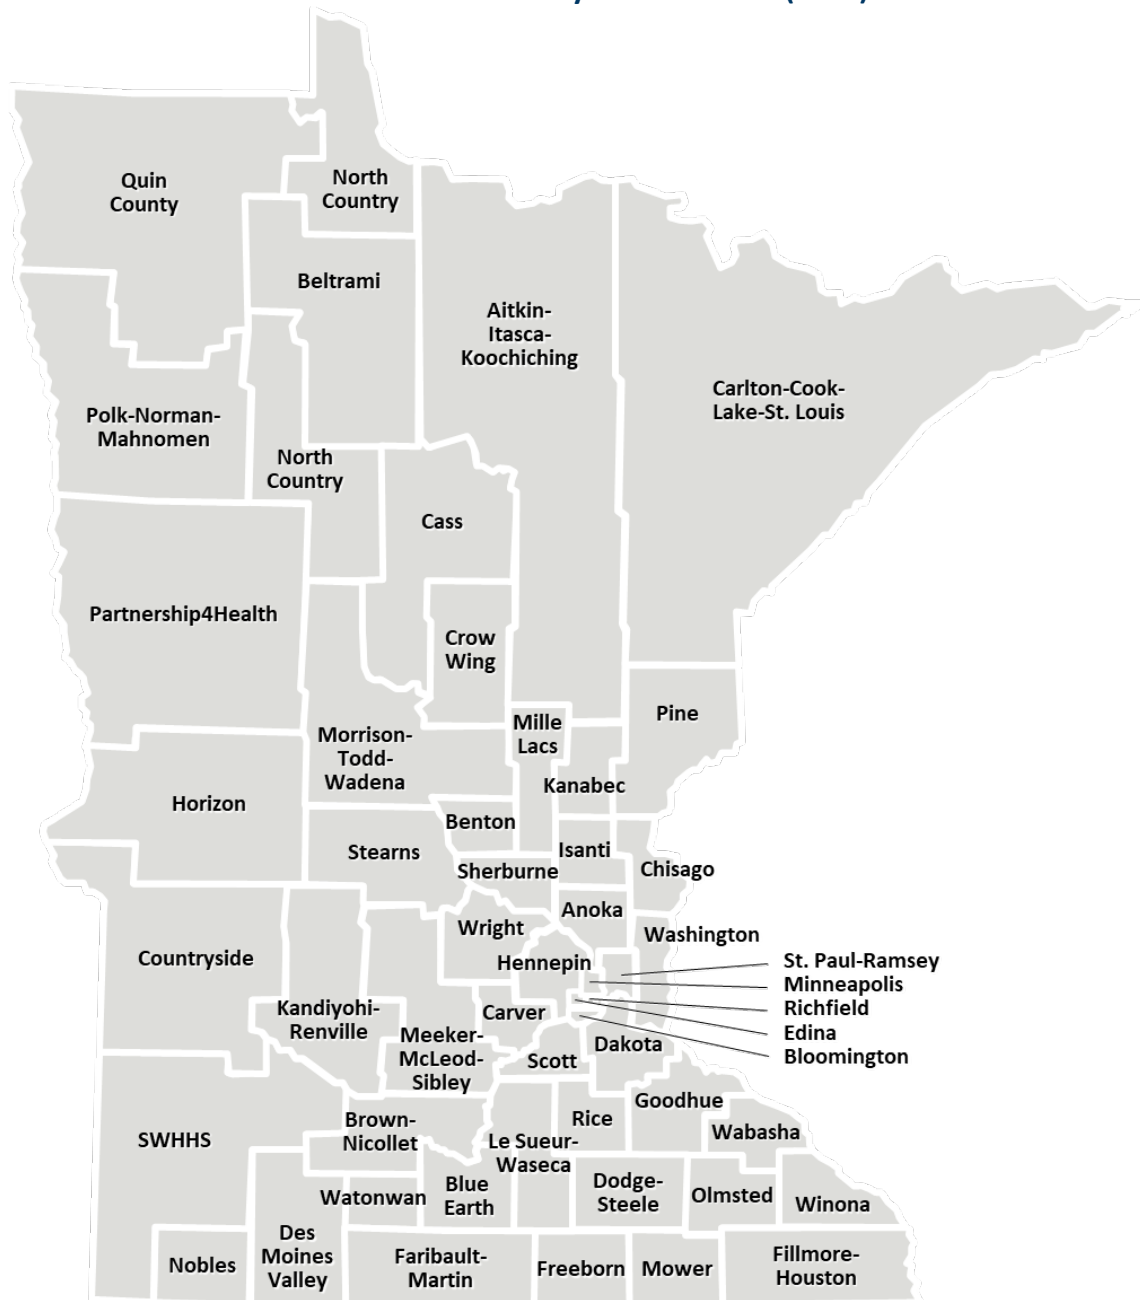 Quin
County
North
Country
Beltrami
Aitkin-
Itasca-
Koochiching
Carlton-Cook-
Lake-St. Louis
Polk-Norman-
Mahnomen
North
Country
Cass
Partnership4Health
Crow
Wing
Pine
Mille
Lacs
Morrison-
Todd-
Wadena
Kanabec
Horizon
Benton
Stearns
Isanti
Sherburne
Chisago
Anoka
Wright
Washington
Countryside
Hennepin
St. Paul-Ramsey
Minneapolis
Richfield
Edina
Bloomington
Kandiyohi-
Renville
Carver
Meeker-
McLeod-
Sibley
Scott
Dakota
Goodhue
Wabasha
SWHHS
Brown-
Nicollet
Rice
Le Sueur-
Waseca
Watonwan
Blue
Earth
Dodge-
Steele
Olmsted
Winona
Nobles
Des
Moines
Valley
Faribault-
Martin
Freeborn
Mower
Fillmore-
Houston